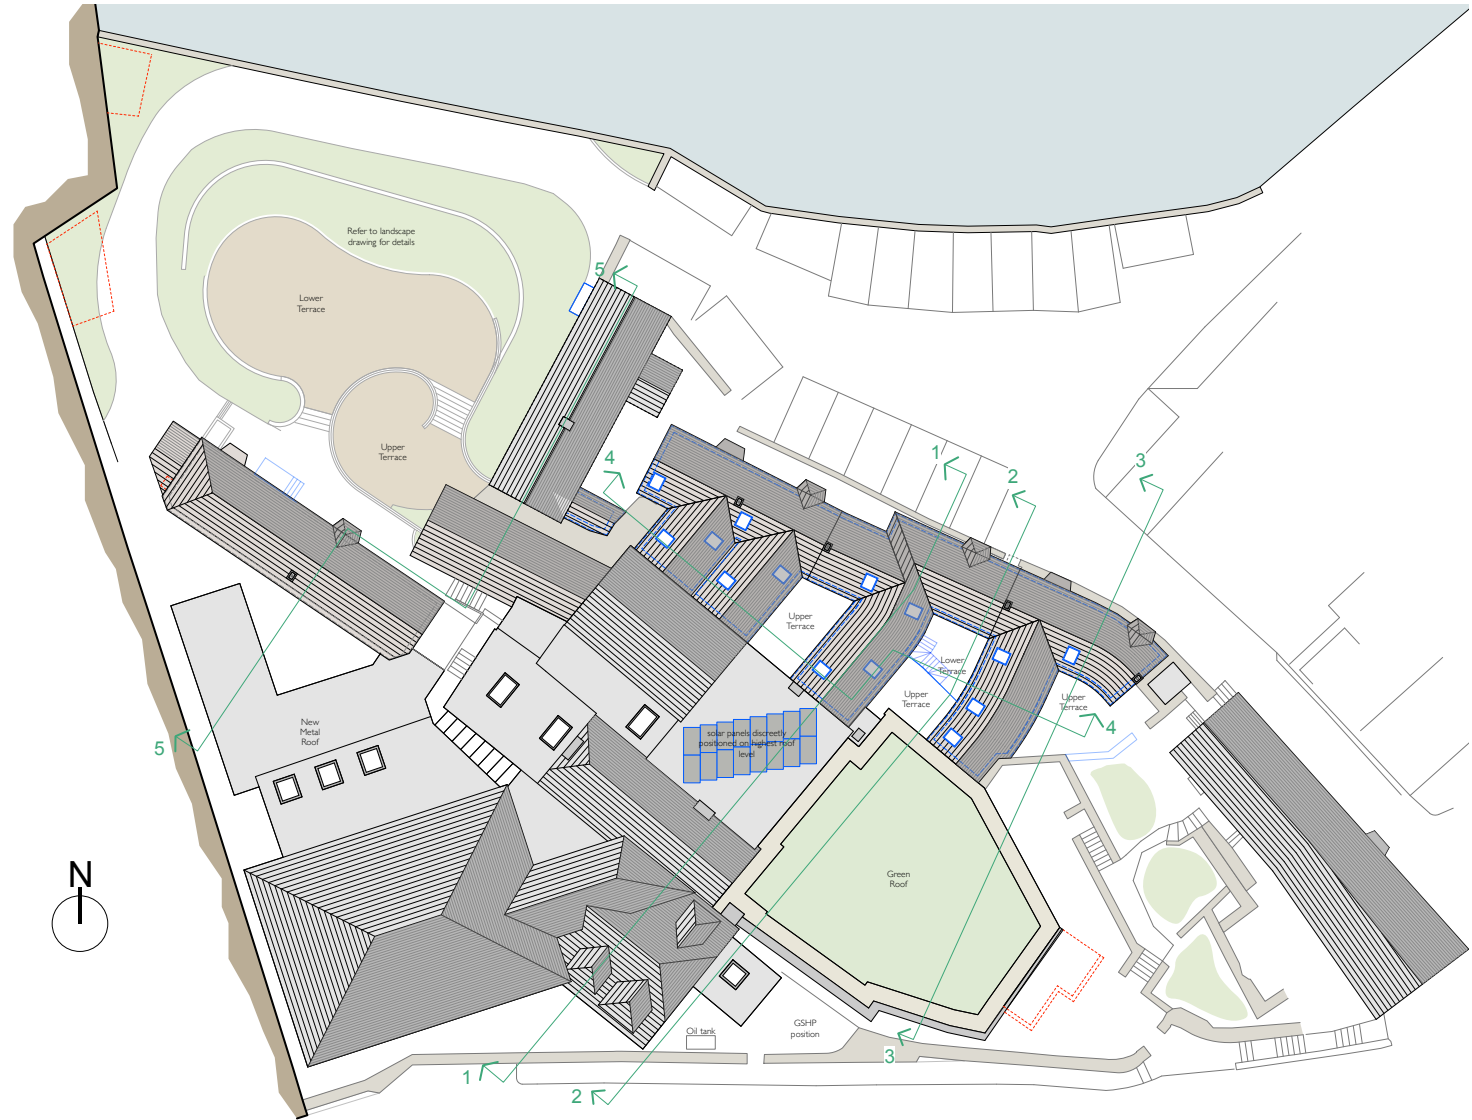 Refer to landscape
drawing for details
5
Lower
Terrace
Upper
Terrace
4
1
2
3
Upper
Terrace
Lower
Terrace
Upper
Terrace
Upper
Terrace
4
5
New
Metal
Roof
solar panels discreetly
positioned on highest roof
level
Green
Roof
N
Oil tank
GSHP
position
3
1
2